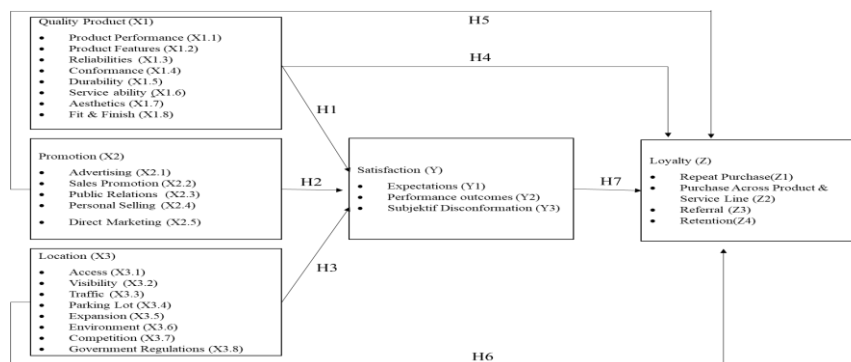 H5
Quality Product (X1)
• Product Performance (X1.1)
• Product Features (X1.2)
• Reliabilities (X1.3)
• Conformance (X1.4)
• Durability (X1.5)
• Service ability (X1.6)
• Aesthetics (X1.7)
• Fit & Finish (X1.8)
H4
H1
Promotion (X2)
• Advertising (X2.1)
• Sales Promotion (X2.2)
• Public Relations (X2.3)
• Personal Selling (X2.4)
• Direct Marketing (X2.5)
H2
Satisfaction (Y)
• Expectations (Y1)
• Performance outcomes (Y2)
• Subjektif Disconformation (Y3)
H7
Loyalty (Z)
• Repeat Purchase(Z1)
• Purchase Across Product &
Service Line (Z2)
• Referral (Z3)
• Retention(Z4)
H3
Location (X3)
• Access (X3.1)
• Visibility (X3.2)
• Traffic (X3.3)
• Parking Lot (X3.4)
• Expansion (X3.5)
• Environment (X3.6)
• Competition (X3.7)
• Government Regulations (X3.8)
H6